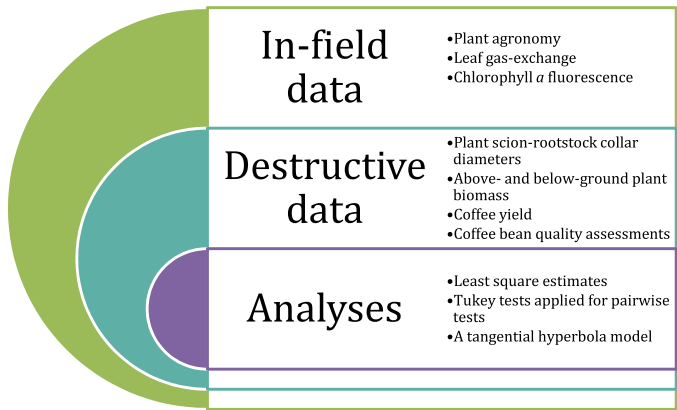 In-field
data
•Plant agronomy
•Leaf gas-exchange
•Chlorophyll a fluorescence
Destructive
data
•Plant scion-rootstock collar
diameters
•Above- and below-ground plant
biomass
•Coffee yield
•Coffee bean quality assessments
Analyses
•Least square estimates
•Tukey tests applied for pairwise
tests
•A tangential hyperbola model